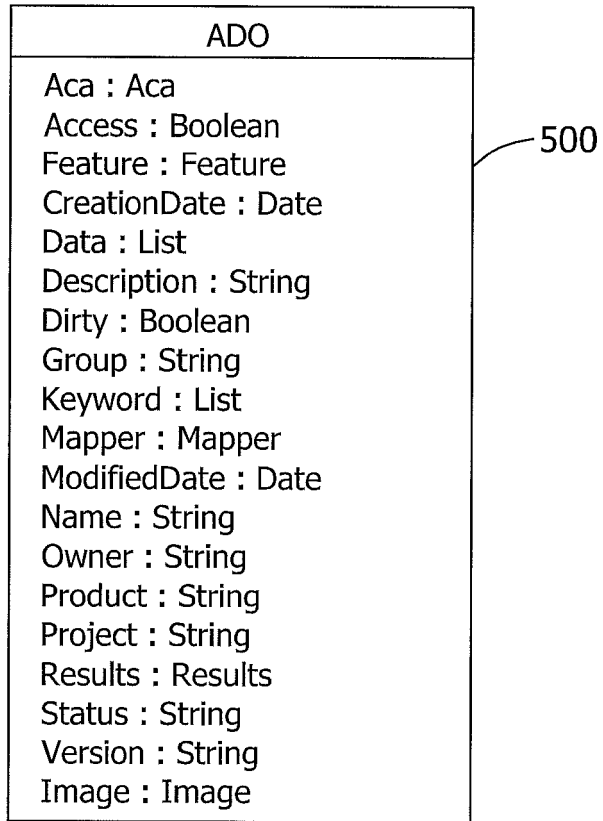 ADO
Aca : Aca
Access : Boolean
Feature : Feature
CreationDate : Date
Data : List
Description : String
Dirty : Boolean
Group : String
Keyword : List
Mapper : Mapper
ModifiedDate : Date
Name : String
Owner : String
Product : String
Project : String
Results : Results
Status : String
Version : String
Image : Image
500